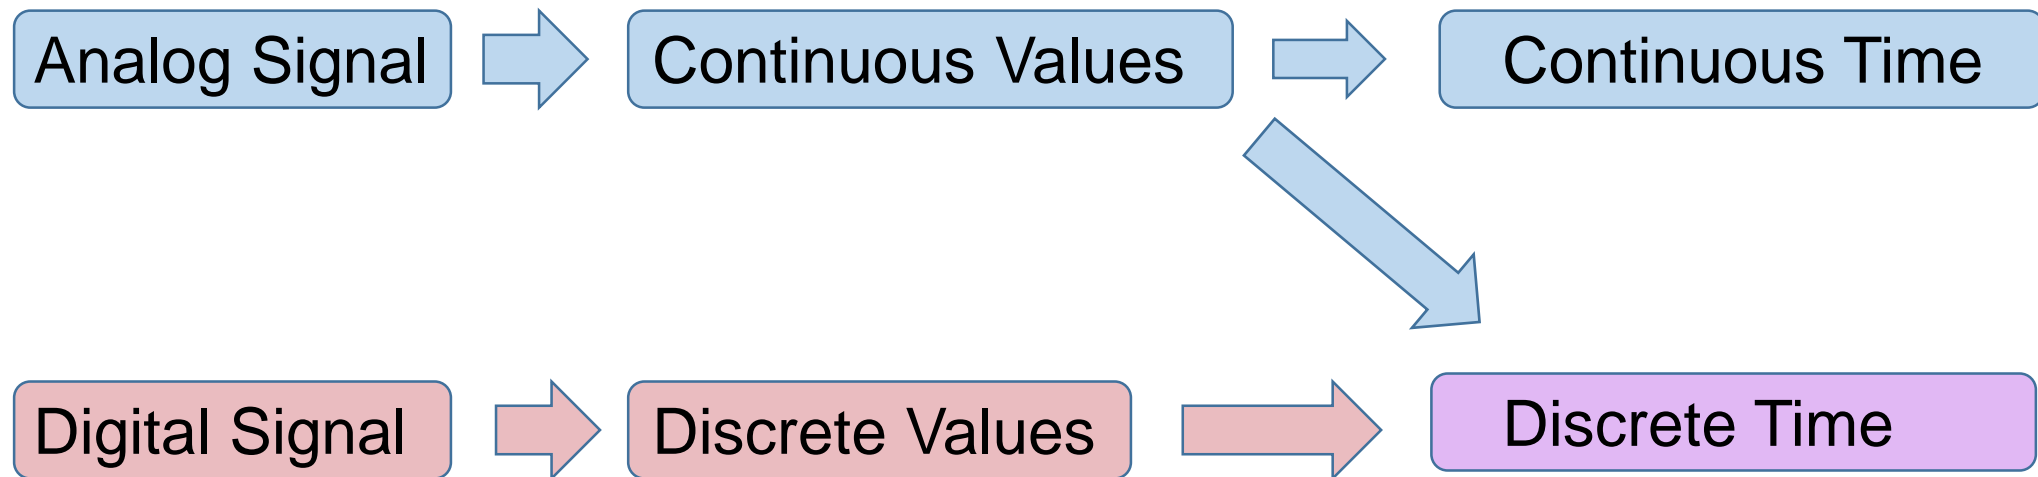 Analog Signal
Continuous Values
Continuous Time
Digital Signal
Discrete Values
Discrete Time